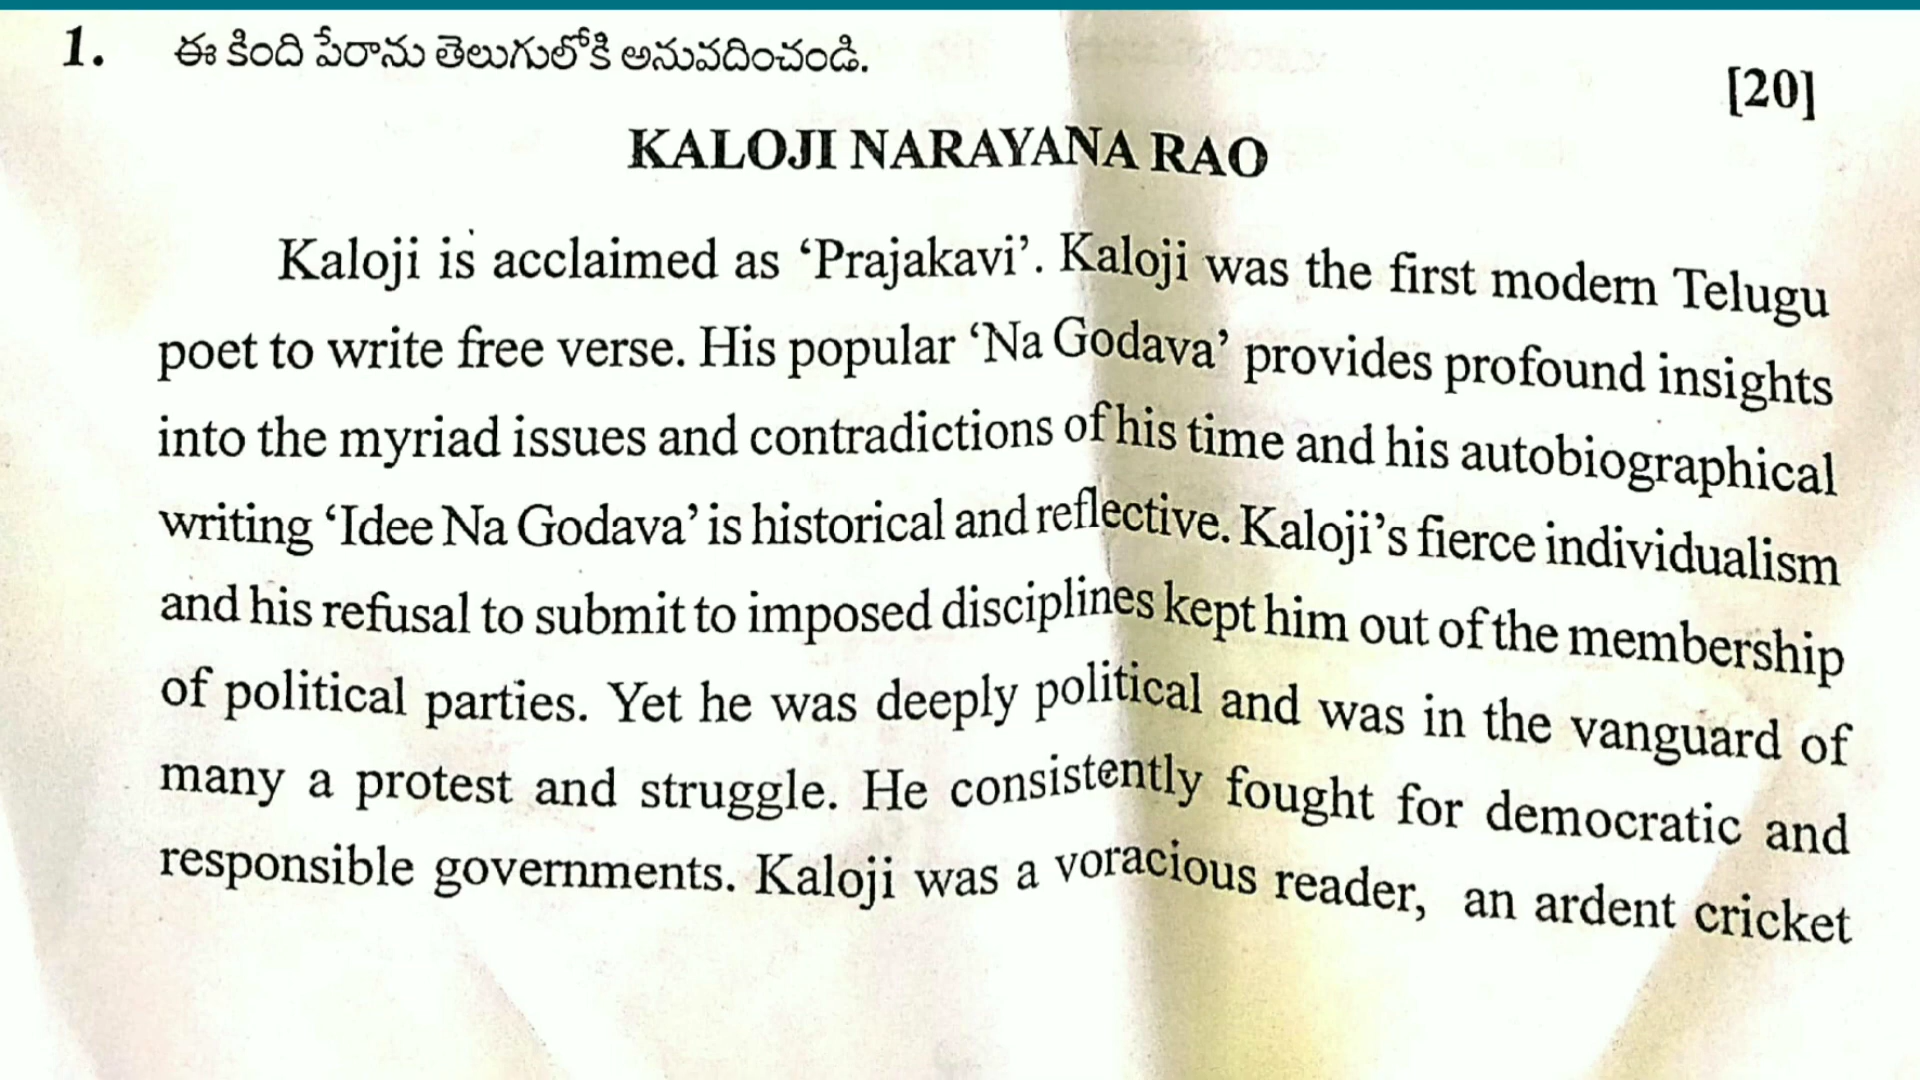 1. ఈ కింది పేరాను తెలుగులోకి అనువదించండి.
[20]
KALOJI NARAYANA RAO
Kaloji is acclaimed as ‘Prajakavi’. Kaloji was the first modern Telugu
poet to write free verse. His popular ‘Na Godava’ provides profound insights
into the myriad issues and contradictions of his time and his autobiographical
writing ‘Idee Na Godava’ is historical and reflective. Kaloji’s fierce individualism
and his refusal to submit to imposed disciplines kept him out of the membership
of political parties. Yet he was deeply political and was in the vanguard of
many a protest and struggle. He consistently fought for democratic and
responsible governments. Kaloji was a voracious reader, an ardent cricket